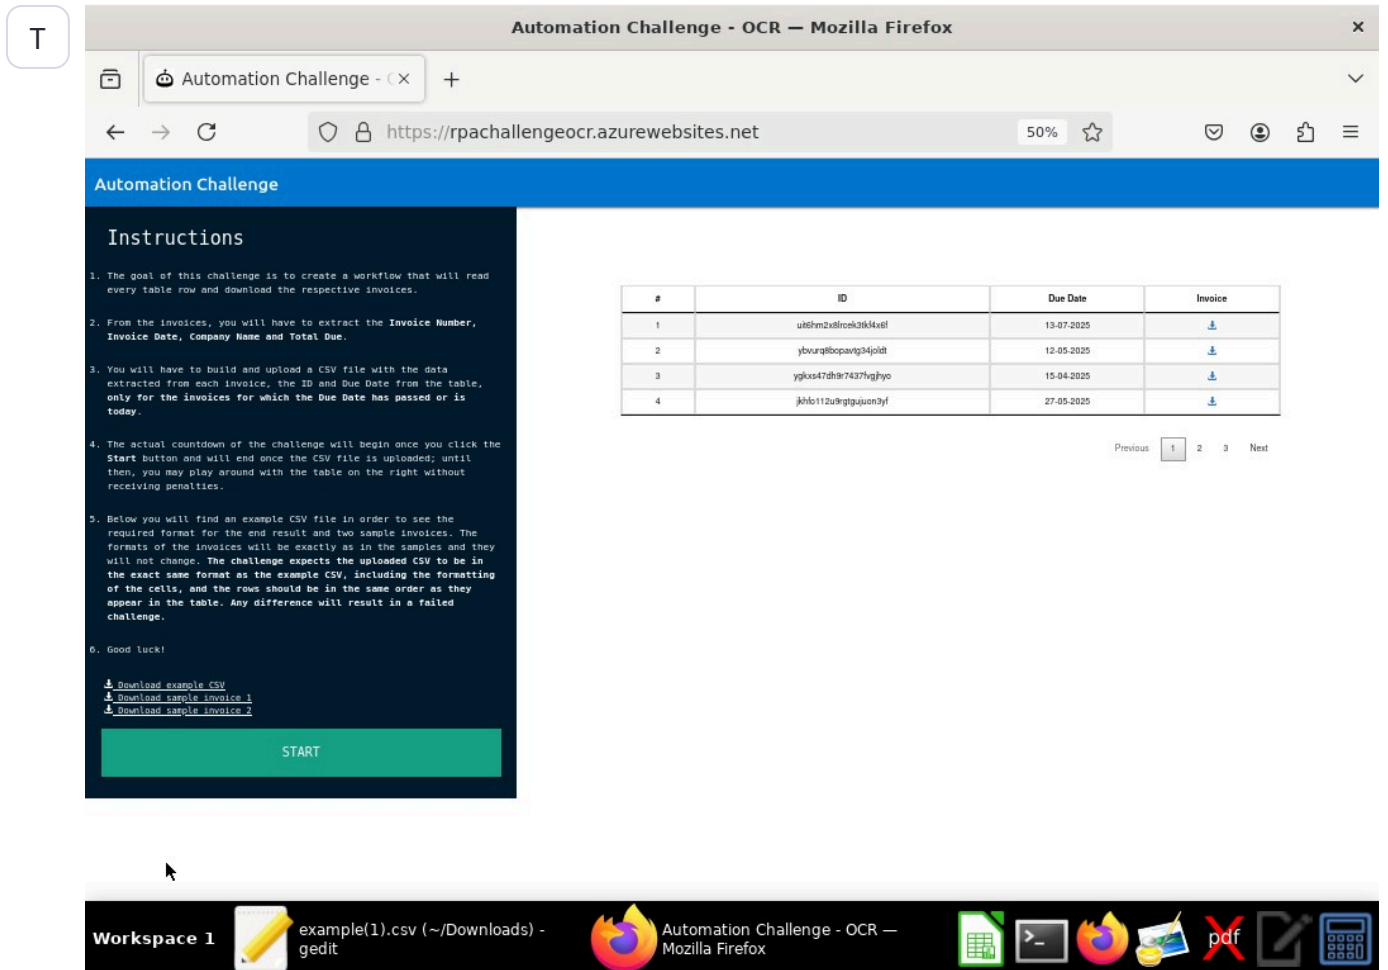 T
Automation Challenge - OCR — Mozilla Firefox
Automation Challenge -
https://rpachallengeocr.azurewebsites.net
50%
Automation Challenge
Instructions
1. The goal of this challenge is to create a workflow that will read
every table row and download the respective invoices.
2. From the invoices, you will have to extract the Invoice Number,
Invoice Date, Company Name and Total Due.
3. You will have to build and upload a CSV file with the data
extracted from each invoice, the ID and Due Date from the table,
only for the invoices for which the Due Date has passed or is
today.
4. The actual countdown of the challenge will begin once you click the
Start button and will end once the CSV file is uploaded; until
then, you may play around with the table on the right without
receiving penalties.
5. Below you will find an example CSV file in order to see the
required format for the end result and two sample invoices. The
formats of the invoices will be exactly as in the samples and they
will not change. The challenge expects the uploaded CSV to be in
the exact same format as the example CSV, including the formatting
of the cells, and the rows should be in the same order as they
appear in the table. Any difference will result in a failed
challenge.
6. Good luck!
Download example CSV
Download sample invoice 1
Download sample invoice 2
START
# ID Due Date Invoice
1 13-07-2025
2 ybvurq8bopavtg34joldt 12-05-2025
3 ygkxs47dh9r7437fvgjhyo 15-04-2025
4 jkhfo112u9rgtgujuon3yf 27-05-2025
Previous 1 2 3 Next
Workspace 1
example(1).csv (~/Downloads) -
gedit
Automation Challenge - OCR —
Mozilla Firefox
pdf